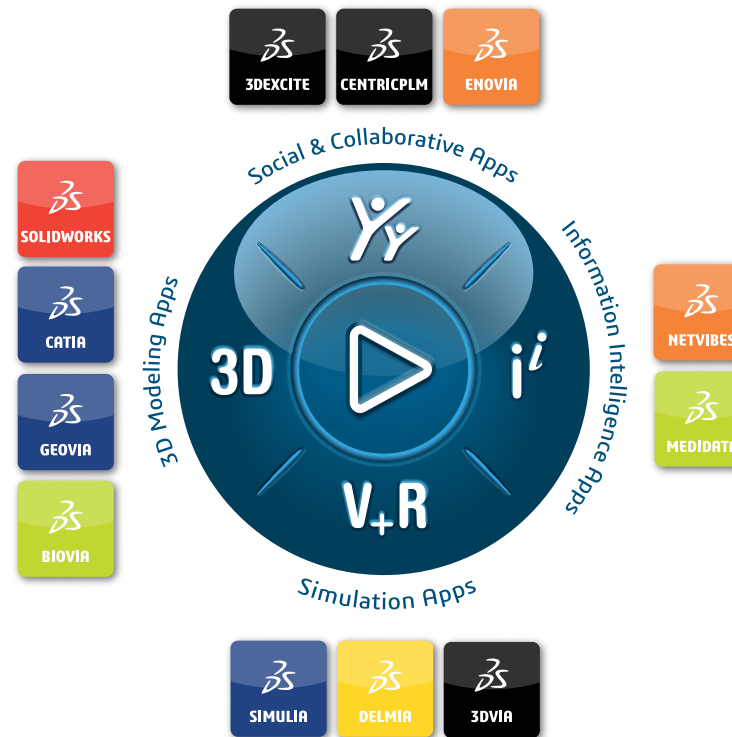 3DEXCITE
CENTRICPLM
ENOVIA
Social & Collaborative Apps
SOLIDWORKS
CATIA
GEOVIA
BIOVIA
3D Modeling Apps
3D
i i
V+R
Information Intelligence Apps
NETVIBES
MEDIDATA
Simulation Apps
SIMULIA
DELMIA
3DVIA